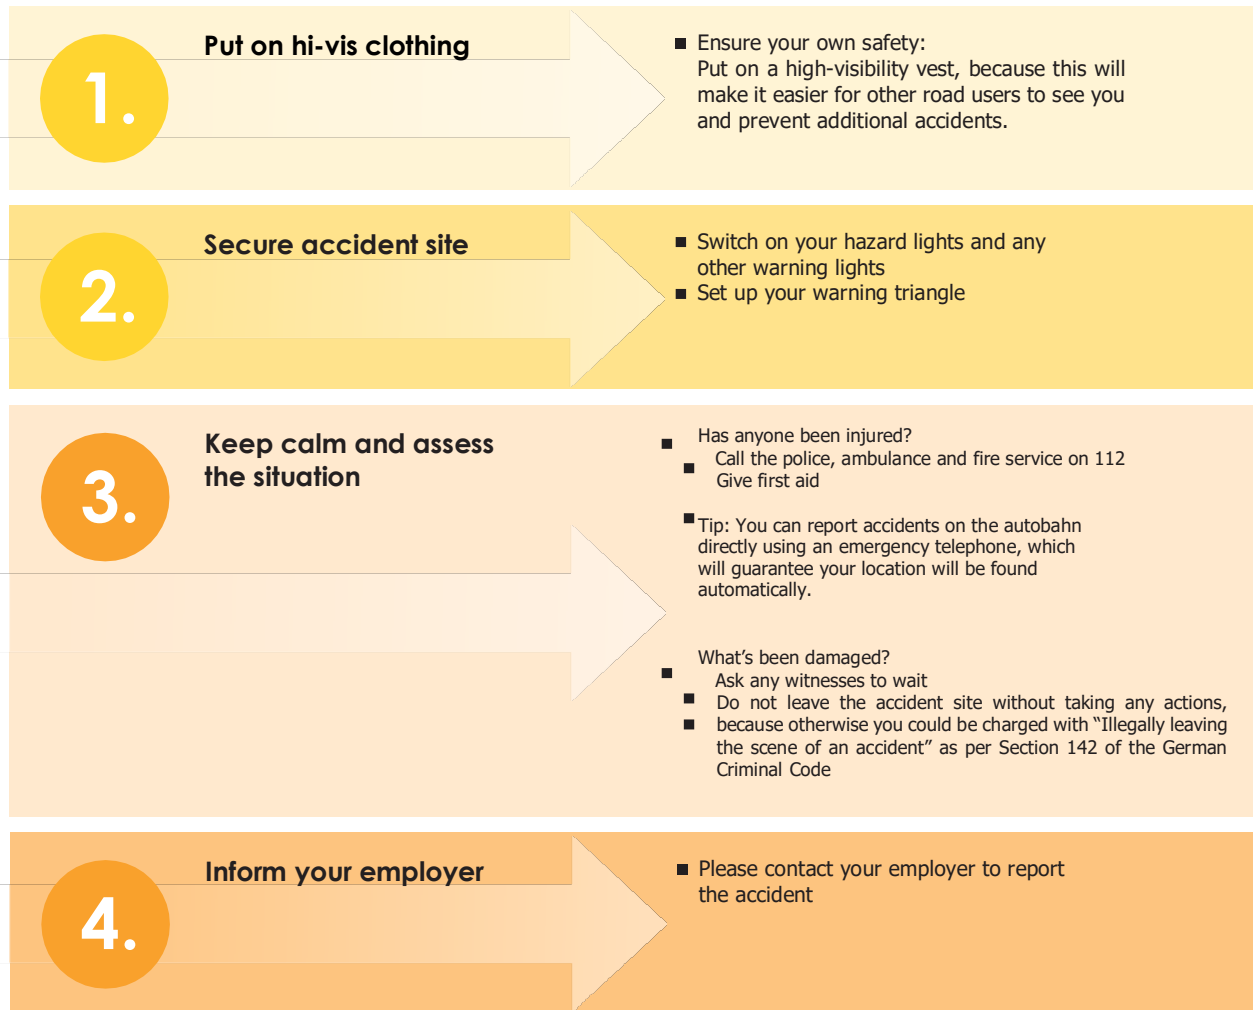 1.
Put on hi-vis clothing
■ Ensure your own safety:
Put on a high-visibility vest, because this will
make it easier for other road users to see you
and prevent additional accidents.
2.
Secure accident site
■ Switch on your hazard lights and any
other warning lights
■ Set up your warning triangle
3.
Keep calm and assess
the situation
■ Has anyone been injured?
■ Call the police, ambulance and fire service on 112
Give first aid
■ Tip: You can report accidents on the autobahn
directly using an emergency telephone, which
will guarantee your location will be found
automatically.
What’s been damaged?
■ Ask any witnesses to wait
■ Do not leave the accident site without taking any actions,
■ because otherwise you could be charged with “Illegally leaving
the scene of an accident” as per Section 142 of the German
Criminal Code
4.
Inform your employer
■ Please contact your employer to report
the accident